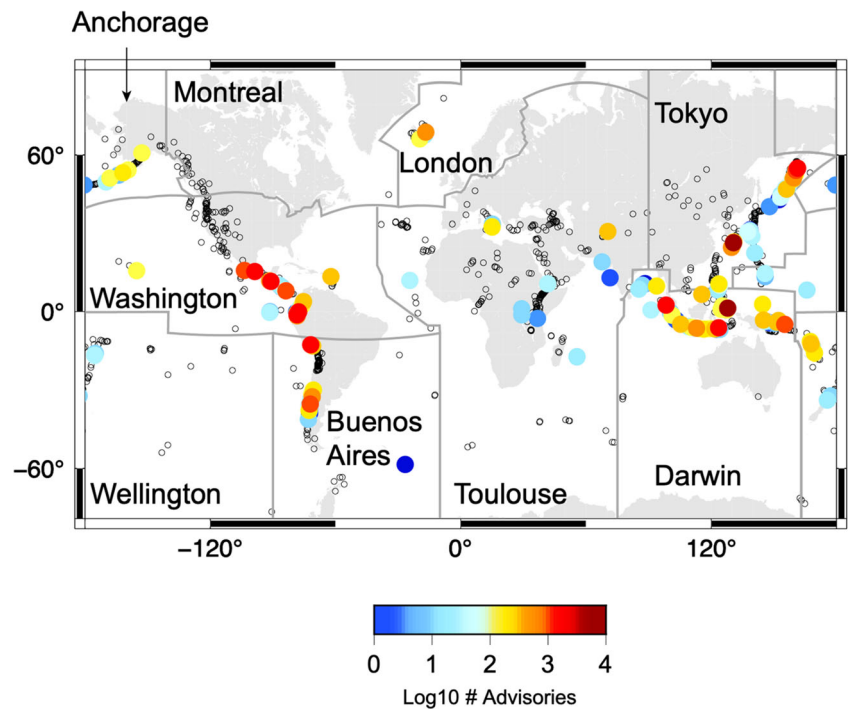 Anchorage
Montreal
Tokyo
60°
London
Washington
0°
Buenos
Aires
−60°
Wellington
Toulouse
Darwin
−120°
0°
120°
0
1
2
3
4
Log10 # Advisories